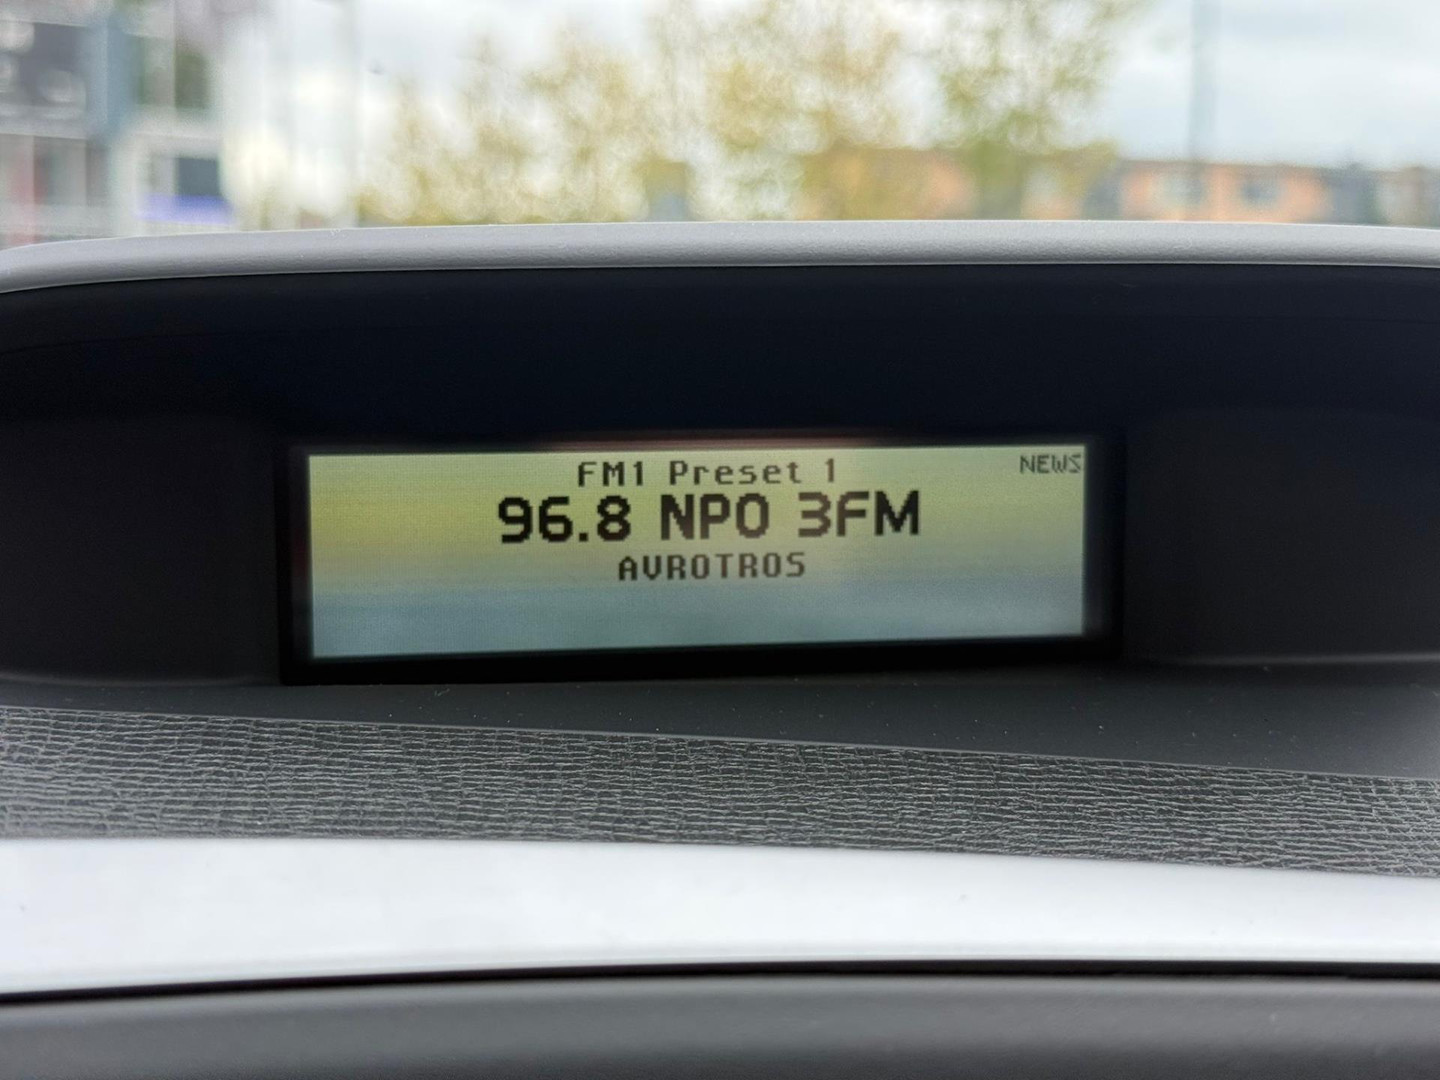 FM1 Preset 1
NEWS
96.8 NPO 3FM
AVROTROS